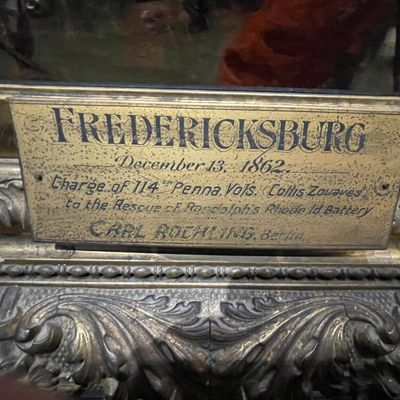 FREDERICKSBURG
December 13, 1862.
Charge of 114th Penna. Vols. (Collis Zouaves)
to the Rescue of Randolph's Rhode Id. Battery
CARL ROCHLING, Berlin.